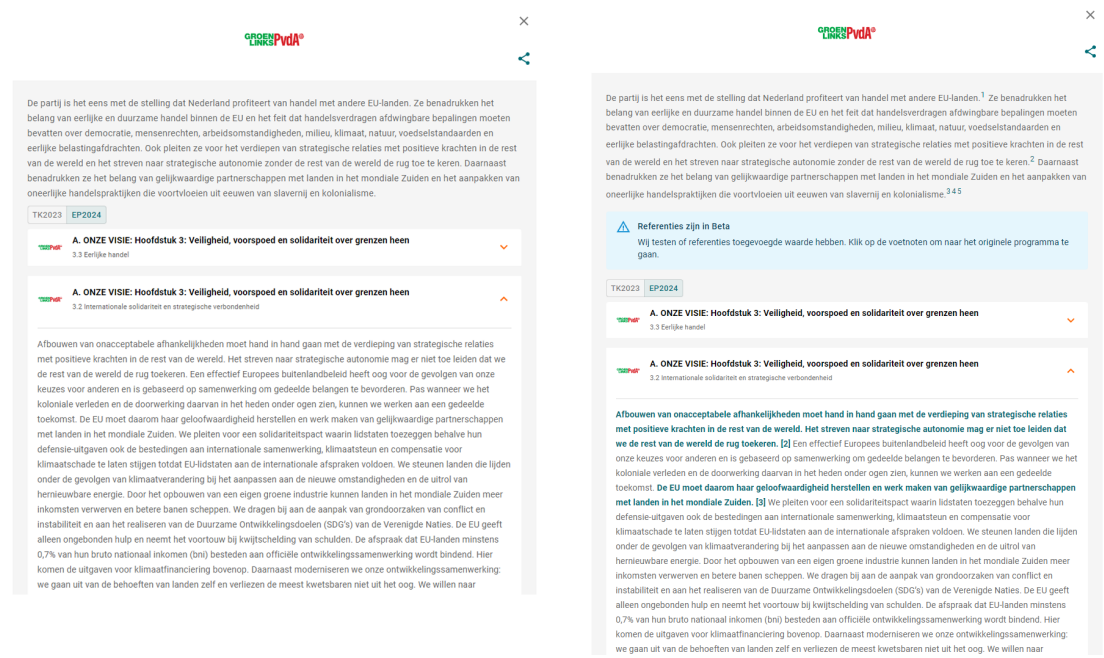 GROEN
LINKS PvdA
De partij is het eens met de stelling dat Nederland profiteert van handel met andere EU-landen. Ze benadrukken het
belang van eerlijke en duurzame handel binnen de EU en het feit dat handelsverdragen afdwingbare bepalingen moeten
bevatten over democratie, mensenrechten, arbeidsomstandigheden, milieu, klimaat, natuur, voedselstandaarden en
eerlijke belastingafdrachten. Ook pleiten ze voor het verdiepen van strategische relaties met positieve krachten in de rest
van de wereld en het streven naar strategische autonomie zonder de rest van de wereld de rug toe te keren. Daarnaast
benadrukken ze het belang van gelijkwaardige partnerschappen met landen in het mondiale Zuiden en het aanpakken van
oneerlijke handelspraktijken die voortvloeien uit eeuwen van slavernij en kolonialisme.
TK2023 EP2024
A. ONZE VISIE: Hoofdstuk 3: Veiligheid, voorspoed en solidariteit over grenzen heen
3.3 Eerlijke handel
A. ONZE VISIE: Hoofdstuk 3: Veiligheid, voorspoed en solidariteit over grenzen heen
3.2 Internationale solidariteit en strategische verbondenheid
Afbouwen van onacceptabele afhankelijkheden moet hand in hand gaan met de verdieping van strategische relaties
met positieve krachten in de rest van de wereld. Het streven naar strategische autonomie mag er niet toe leiden dat we
de rest van de wereld de rug toekeren. Een effectief Europees buitenlandbeleid heeft oog voor de gevolgen van onze
keuzes voor anderen en is gebaseerd op samenwerking om gedeelde belangen te bevorderen. Pas wanneer we het
koloniale verleden en de doorwerking daarvan in het heden onder ogen zien, kunnen we werken aan een gedeelde
toekomst. De EU moet daarom haar geloofwaardigheid herstellen en werk maken van gelijkwaardige partnerschappen
met landen in het mondiale Zuiden. We pleiten voor een solidariteitspact waarin lidstaten toezeggen behalve hun
defensie-uitgaven ook de bestedingen aan internationale samenwerking, klimaatsteun en compensatie voor
klimaatschade te laten stijgen totdat EU-lidstaten aan de internationale afspraken voldoen. We steunen landen die lijden
onder de gevolgen van klimaatverandering bij het aanpassen aan de nieuwe omstandigheden en de uitrol van
hernieuwbare energie. Door het opbouwen van een eigen groene industrie kunnen landen in het mondiale Zuiden meer
inkomsten verwerven en betere banen scheppen. We dragen bij aan de aanpak van grondoorzaken van conflict en
instabiliteit en aan het realiseren van de Duurzame Ontwikkelingsdoelen (SDG's) van de Verenigde Naties. De EU geeft
alleen ongebonden hulp en neemt het voortouw bij kwijtschelding van schulden. De afspraak dat EU-landen minstens
0,7% van hun bruto nationaal inkomen (bni) besteden aan officiële ontwikkelingssamenwerking wordt bindend. Hier
komen de uitgaven voor klimaatfinanciering bovenop. Daarnaast moderniseren we onze ontwikkelingssamenwerking:
we gaan uit van de behoeften van landen zelf en verliezen de meest kwetsbaren niet uit het oog. We willen naar
GROEN
LINKS PvdA
De partij is het eens met de stelling dat Nederland profiteert van handel met andere EU-landen.1 Ze benadrukken het
belang van eerlijke en duurzame handel binnen de EU en het feit dat handelsverdragen afdwingbare bepalingen moeten
bevatten over democratie, mensenrechten, arbeidsomstandigheden, milieu, klimaat, natuur, voedselstandaarden en
eerlijke belastingafdrachten. Ook pleiten ze voor het verdiepen van strategische relaties met positieve krachten in de rest
van de wereld en het streven naar strategische autonomie zonder de rest van de wereld de rug toe te keren.2 Daarnaast
benadrukken ze het belang van gelijkwaardige partnerschappen met landen in het mondiale Zuiden en het aanpakken van
oneerlijke handelspraktijken die voortvloeien uit eeuwen van slavernij en kolonialisme.3 4 5
Referenties zijn in Beta
Wij testen of referenties toegevoegde waarde hebben. Klik op de voetnoten om naar het originele programma te
gaan.
TK2023 EP2024
A. ONZE VISIE: Hoofdstuk 3: Veiligheid, voorspoed en solidariteit over grenzen heen
3.3 Eerlijke handel
A. ONZE VISIE: Hoofdstuk 3: Veiligheid, voorspoed en solidariteit over grenzen heen
3.2 Internationale solidariteit en strategische verbondenheid
Afbouwen van onacceptabele afhankelijkheden moet hand in hand gaan met de verdieping van strategische relaties
met positieve krachten in de rest van de wereld. Het streven naar strategische autonomie mag er niet toe leiden dat
we de rest van de wereld de rug toekeren. [2] Een effectief Europees buitenlandbeleid heeft oog voor de gevolgen van
onze keuzes voor anderen en is gebaseerd op samenwerking om gedeelde belangen te bevorderen. Pas wanneer we het
koloniale verleden en de doorwerking daarvan in het heden onder ogen zien, kunnen we werken aan een gedeelde
toekomst. De EU moet daarom haar geloofwaardigheid herstellen en werk maken van gelijkwaardige partnerschappen
met landen in het mondiale Zuiden. [3] We pleiten voor een solidariteitspact waarin lidstaten toezeggen behalve hun
defensie-uitgaven ook de bestedingen aan internationale samenwerking, klimaatsteun en compensatie voor
klimaatschade te laten stijgen totdat EU-lidstaten aan de internationale afspraken voldoen. We steunen landen die lijden
onder de gevolgen van klimaatverandering bij het aanpassen aan de nieuwe omstandigheden en de uitrol van
hernieuwbare energie. Door het opbouwen van een eigen groene industrie kunnen landen in het mondiale Zuiden meer
inkomsten verwerven en betere banen scheppen. We dragen bij aan de aanpak van grondoorzaken van conflict en
instabiliteit en aan het realiseren van de Duurzame Ontwikkelingsdoelen (SDG's) van de Verenigde Naties. De EU geeft
alleen ongebonden hulp en neemt het voortouw bij kwijtschelding van schulden. De afspraak dat EU-landen minstens
0,7% van hun bruto nationaal inkomen (bni) besteden aan officiële ontwikkelingssamenwerking wordt bindend. Hier
komen de uitgaven voor klimaatfinanciering bovenop. Daarnaast moderniseren we onze ontwikkelingssamenwerking:
we gaan uit van de behoeften van landen zelf en verliezen de meest kwetsbaren niet uit het oog. We willen naar